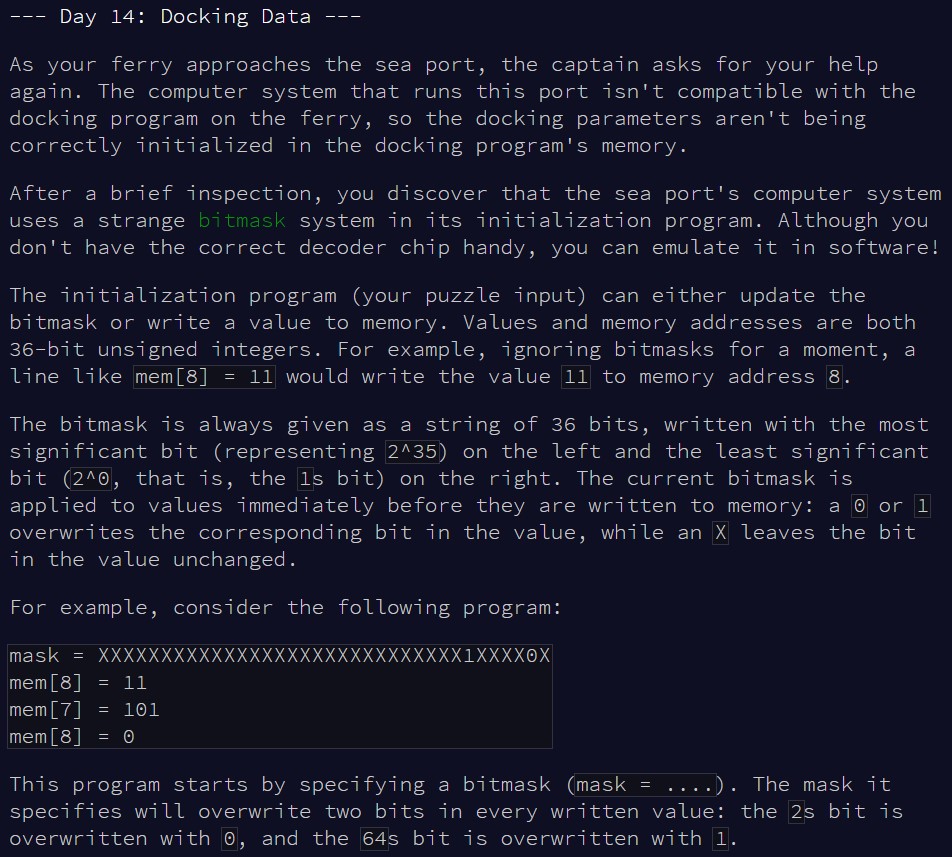 --- Day 14: Docking Data ---
As your ferry approaches the sea port, the captain asks for your help
again. The computer system that runs this port isn't compatible with the
docking program on the ferry, so the docking parameters aren't being
correctly initialized in the docking program's memory.
After a brief inspection, you discover that the sea port's computer system
uses a strange bitmask system in its initialization program. Although you
don't have the correct decoder chip handy, you can emulate it in software!
The initialization program (your puzzle input) can either update the
bitmask or write a value to memory. Values and memory addresses are both
36-bit unsigned integers. For example, ignoring bitmasks for a moment, a
line like mem[8] = 11 would write the value 11 to memory address 8.
The bitmask is always given as a string of 36 bits, written with the most
significant bit (representing 2^35) on the left and the least significant
bit (2^0, that is, the 1s bit) on the right. The current bitmask is
applied to values immediately before they are written to memory: a 0 or 1
overwrites the corresponding bit in the value, while an X leaves the bit
in the value unchanged.
For example, consider the following program:
mask = XXXXXXXXXXXXXXXXXXXXXXXXXXXXX1XXXX0X
mem[8] = 11
mem[7] = 101
mem[8] = 0
This program starts by specifying a bitmask (mask = ....). The mask it
specifies will overwrite two bits in every written value: the 2s bit is
overwritten with 0, and the 64s bit is overwritten with 1.